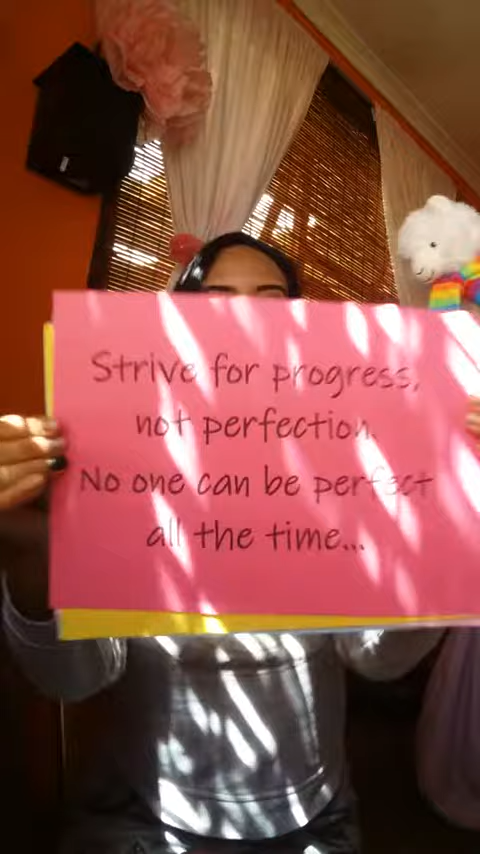 Strive for progress,
not perfection.
No one can be perfect
all the time...